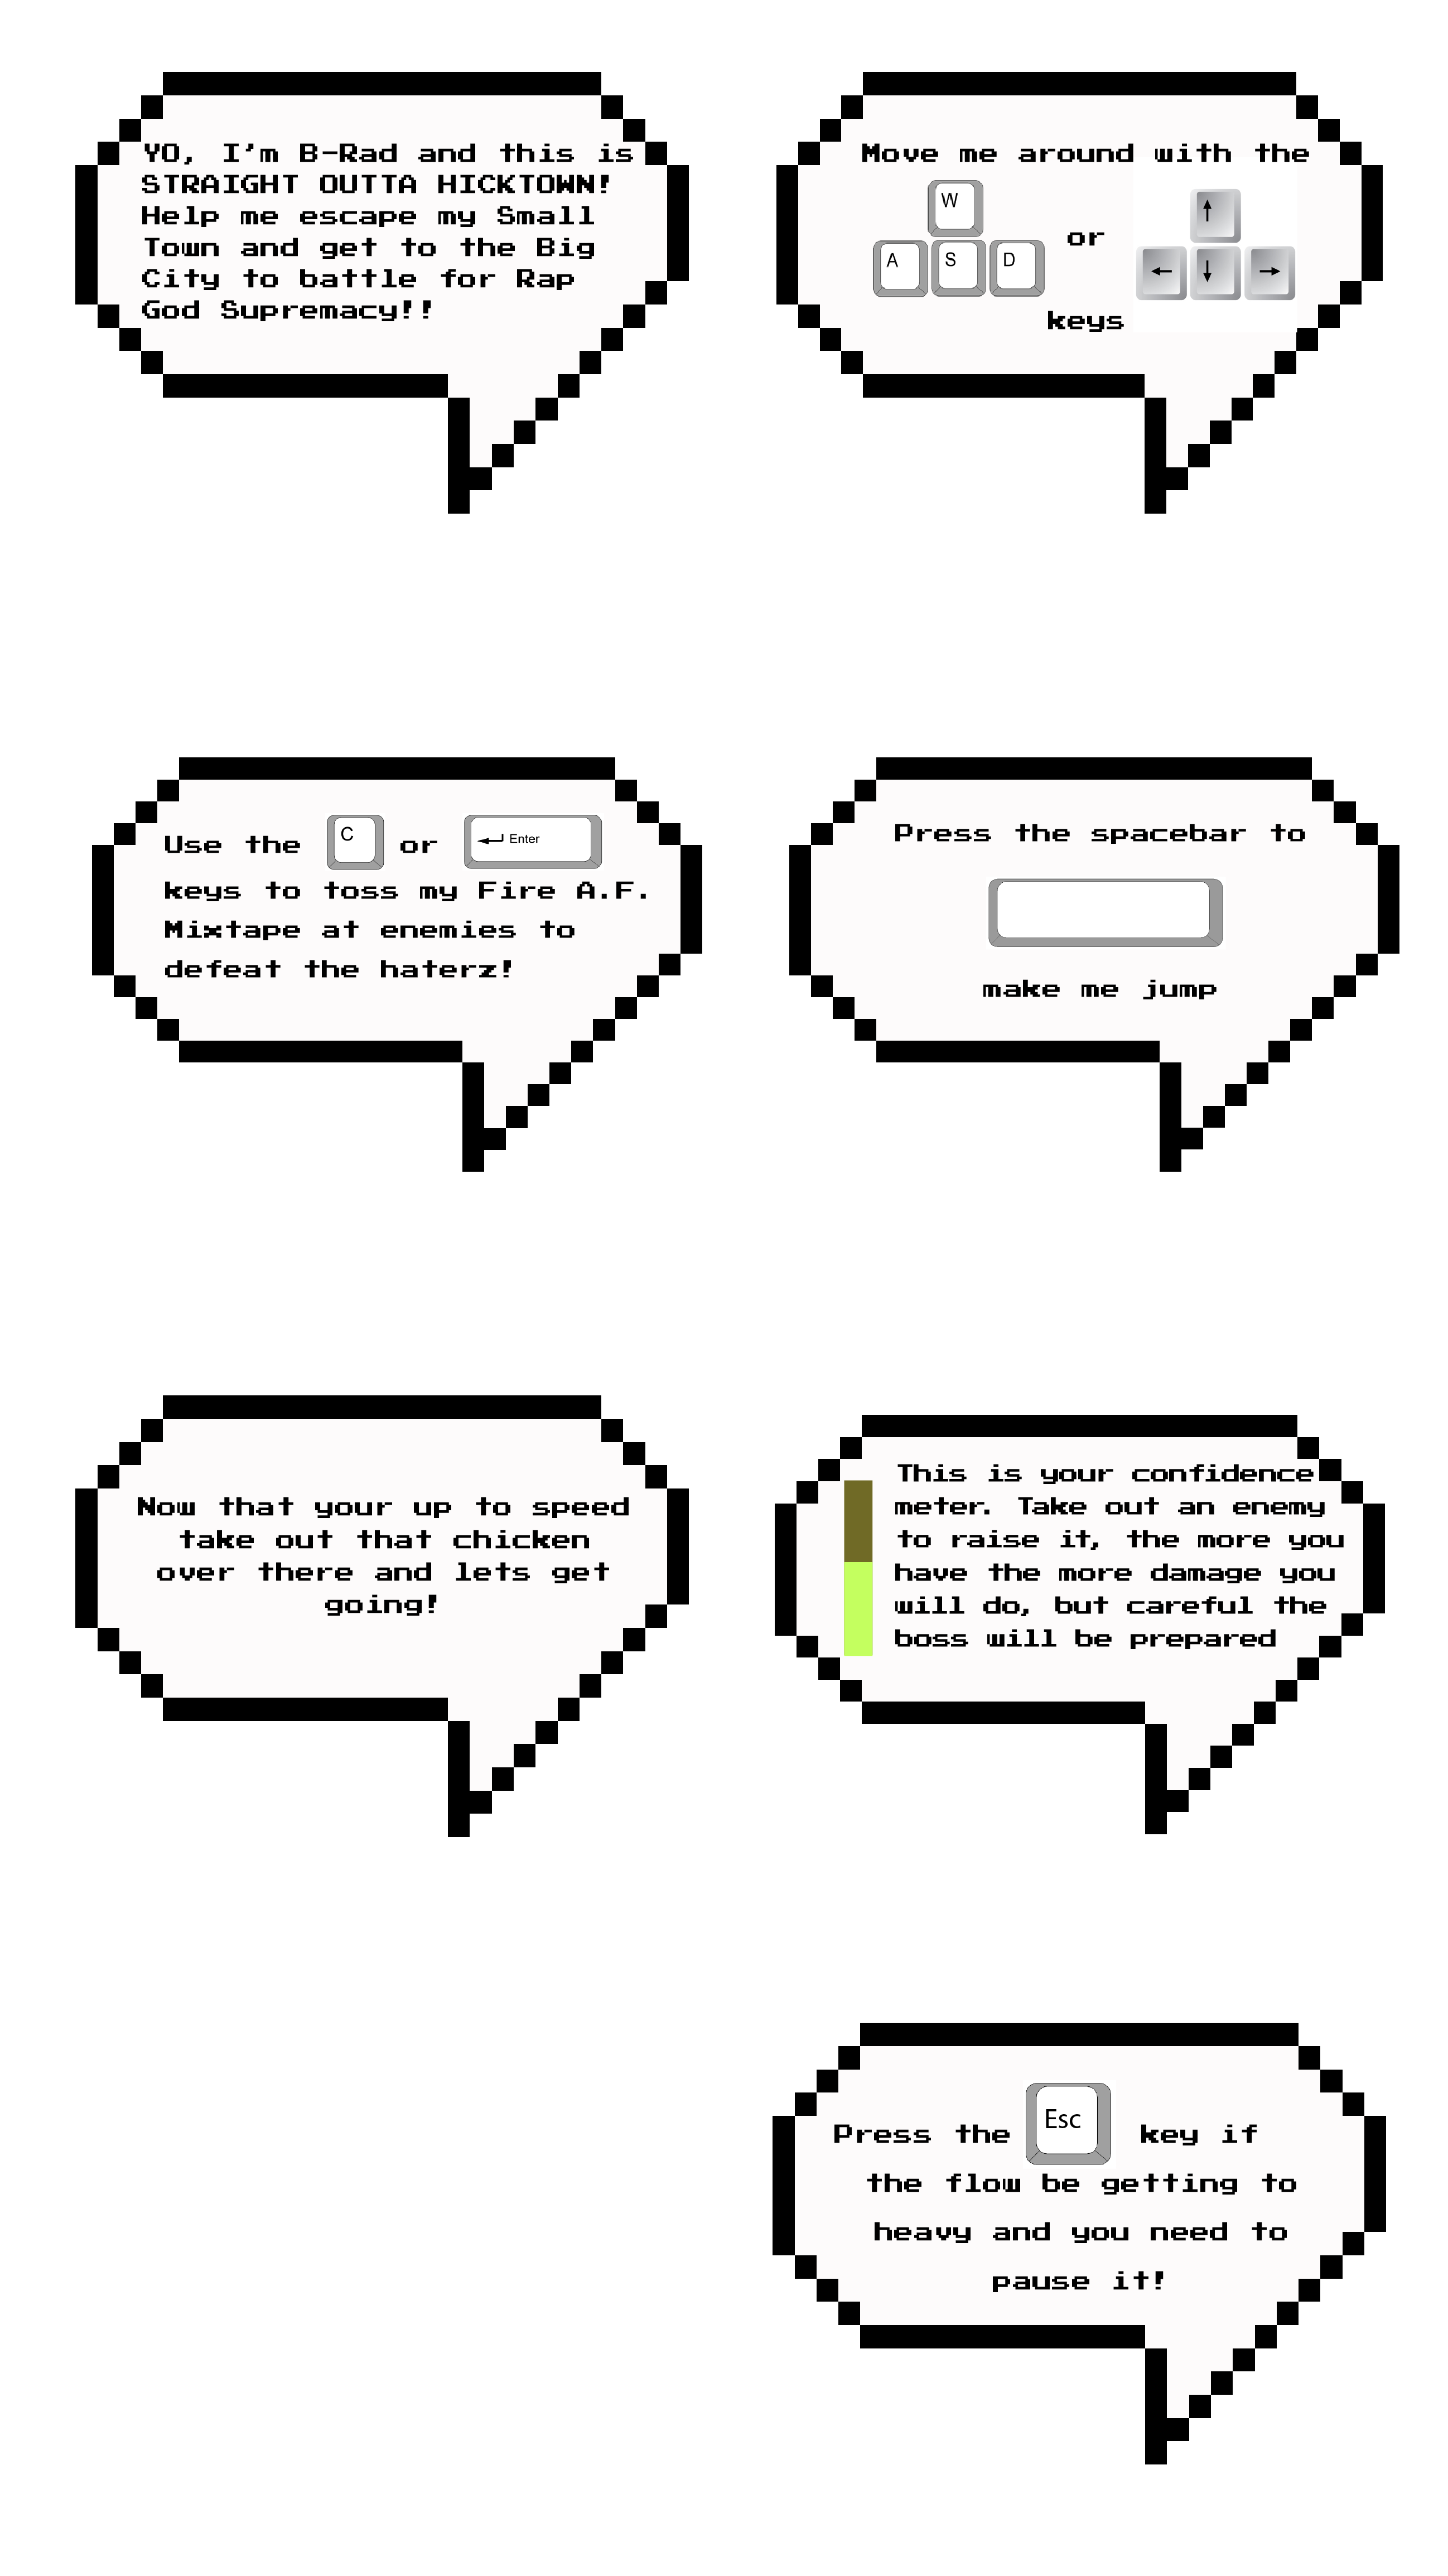 YO, I'm B-Rad and this is
STRAIGHT OUTTA HICKTOWN!
Help me escape my Small
Town and get to the Big
City to battle for Rap
God Supremacy!!
Move me around with the
W
A S D
or
↑
← ↓ →
keys
Use the C or ↵ Enter
keys to toss my Fire A.F.
Mixtape at enemies to
defeat the haterz!
Press the spacebar to
make me jump
Now that your up to speed
take out that chicken
over there and lets get
going!
This is your confidence
meter. Take out an enemy
to raise it, the more you
have the more damage you
will do, but careful the
boss will be prepared
Press the Esc key if
the flow be getting to
heavy and you need to
pause it!